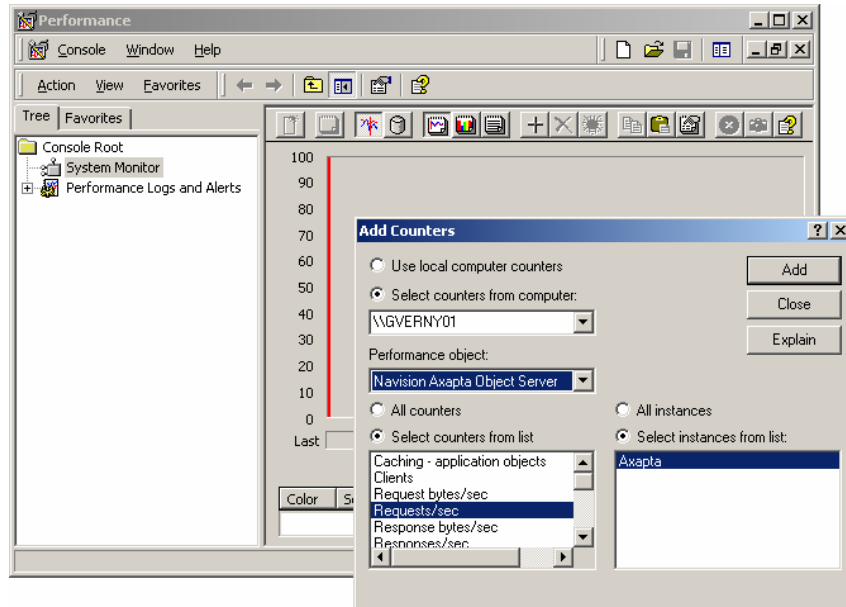 Performance
Console Window Help
Action View Favorites
Tree Favorites
Console Root
System Monitor
Performance Logs and Alerts
100
90
80
70
60
50
40
30
20
10
0
Last
Color
Add Counters
Use local computer counters
Select counters from computer:
\\GVERNY01
Performance object:
Navision Axapta Object Server
All counters
Select counters from list
Caching - application objects
Clients
Request bytes/sec
Requests/sec
Response bytes/sec
Responses/sec
All instances
Select instances from list:
Axapta
Add
Close
Explain